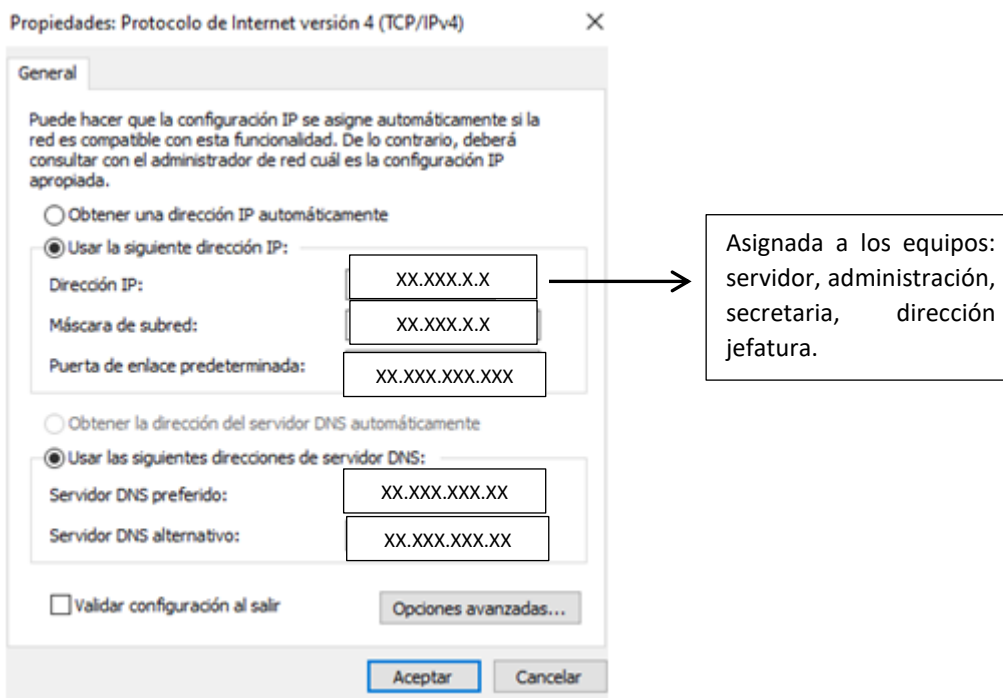 Propiedades: Protocolo de Internet versión 4 (TCP/IPv4)
General
Puede hacer que la configuración IP se asigne automáticamente si la
red es compatible con esta funcionalidad. De lo contrario, deberá
consultar con el administrador de red cuál es la configuración IP
apropiada.
Obtener una dirección IP automáticamente
Usar la siguiente dirección IP:
Dirección IP: XX.XXX.X.X
Máscara de subred: XX.XXX.X.X
Puerta de enlace predeterminada: XX.XXX.XXX.XXX
Obtener la dirección del servidor DNS automáticamente
Usar las siguientes direcciones de servidor DNS:
Servidor DNS preferido: XX.XXX.XXX.XX
Servidor DNS alternativo: XX.XXX.XXX.XX
Validar configuración al salir
Opciones avanzadas...
Aceptar Cancelar
Asignada a los equipos:
servidor, administración,
secretaria, dirección
jefatura.